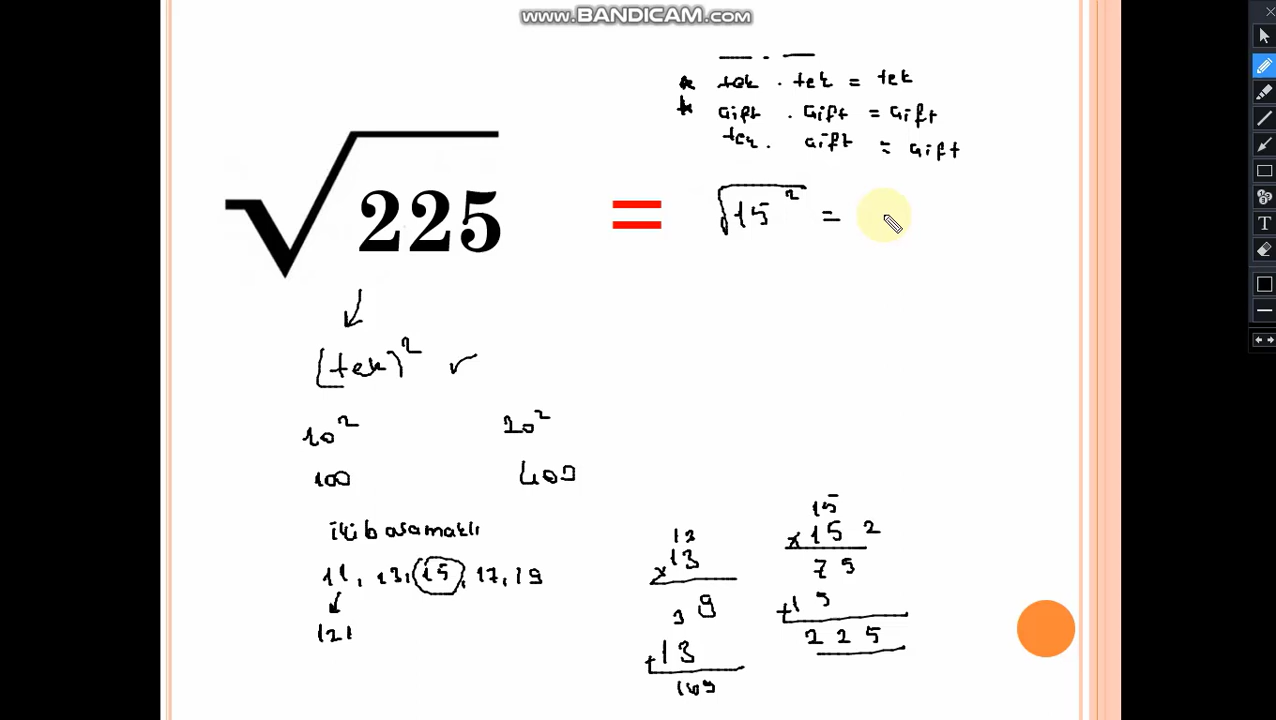 www.BANDICAM.com
* tek . tek = tek
* çift . çift = çift
tek . çift = çift
√225 = √15² =
(tek)² ✓
10² 20²
100 400
iki basamaklı
11, 13, 15, 17, 19
121
13
x13
39
+13
169
15
x15 2
75
+15
225
T